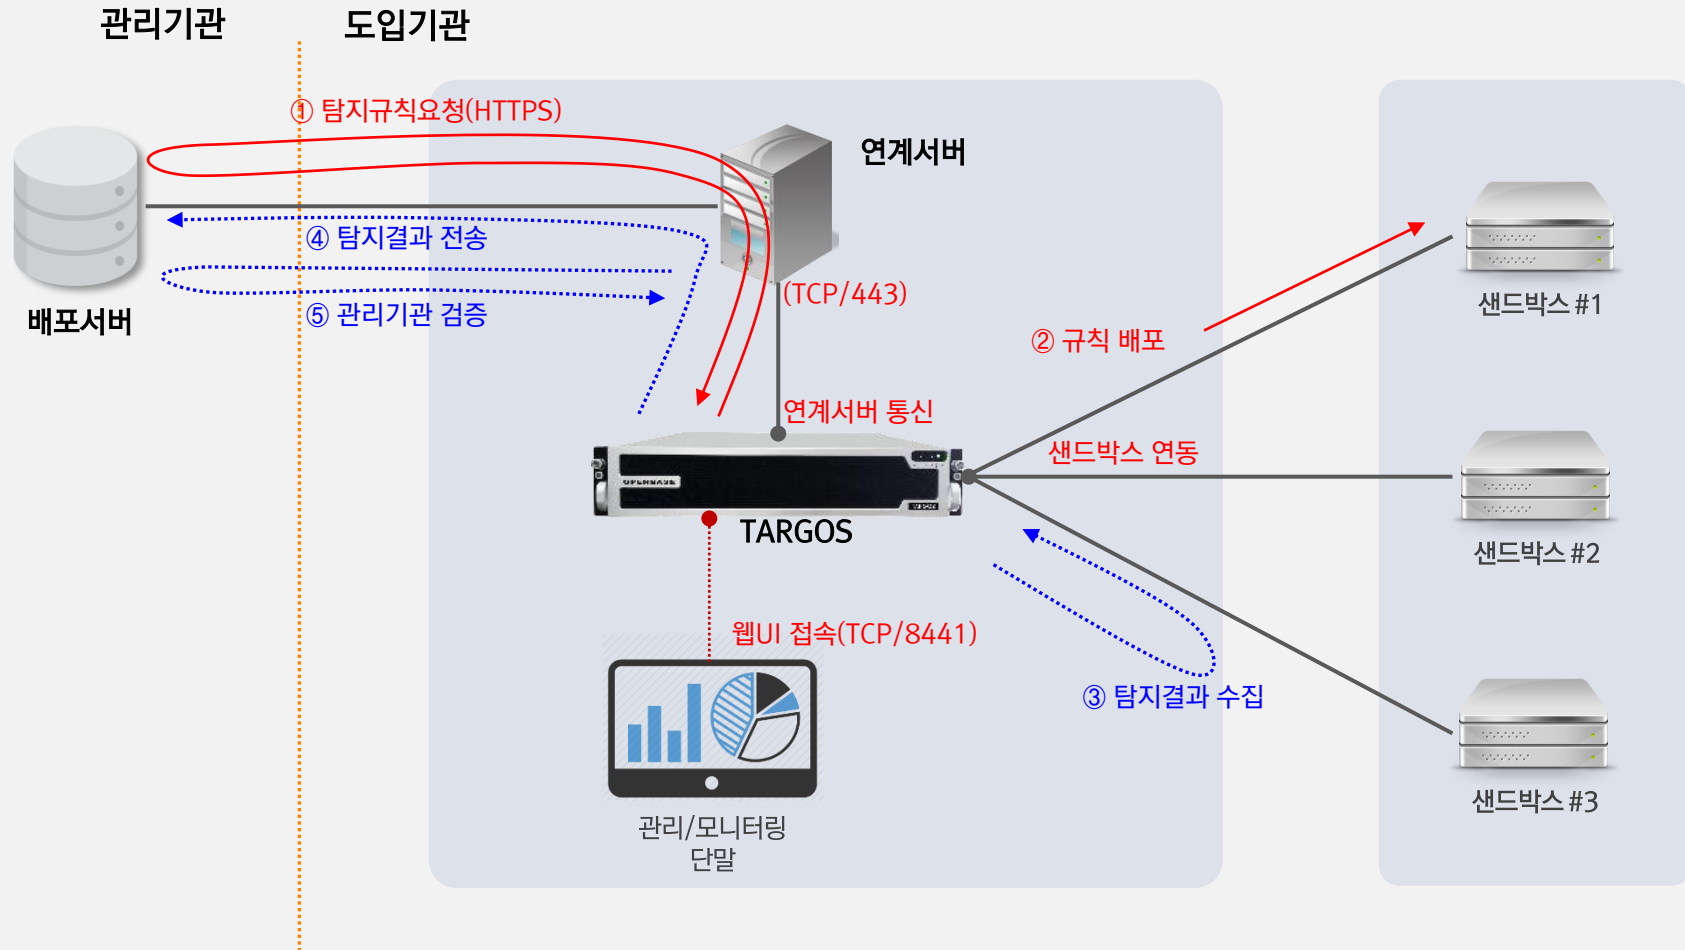 관리기관
도입기관
① 탐지규칙요청(HTTPS)
연계서버
④ 탐지결과 전송
(TCP/443)
⑤ 관리기관 검증
배포서버
샌드박스 #1
② 규칙 배포
연계서버 통신
샌드박스 연동
OPENBASE
TARGOS
샌드박스 #2
웹UI 접속(TCP/8441)
③ 탐지결과 수집
샌드박스 #3
관리/모니터링
단말